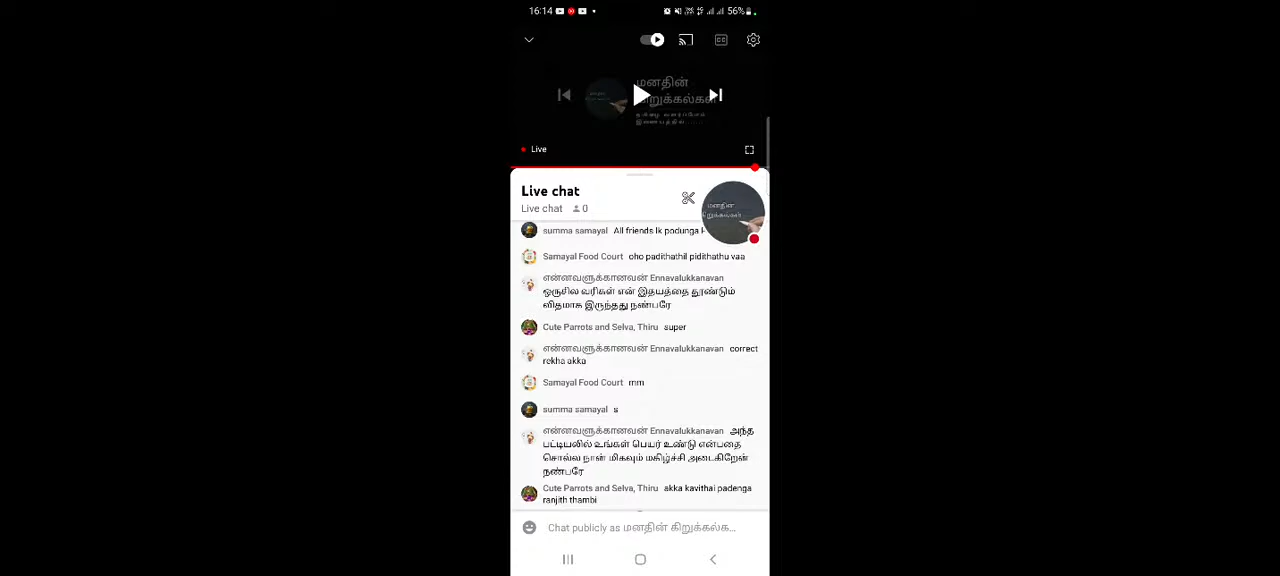 16:14
56%
மனதின்
கிறுக்கல்கள்
Live
Live chat
Live chat 0
மனதின்
கிறுக்கல்கள்
summa samayal All friends lk podunga
Samayal Food Court oho padithathil pidithathu vaa
என்னவளுக்கானவன் Ennavalukkanavan
ஒருசில வரிகள் என் இதயத்தை தூண்டும்
விதமாக இருந்தது நண்பரே
Cute Parrots and Selva, Thiru super
என்னவளுக்கானவன் Ennavalukkanavan correct
rekha akka
Samayal Food Court mm
summa samayal s
என்னவளுக்கானவன் Ennavalukkanavan அந்த
பட்டியலில் உங்கள் பெயர் உண்டு என்பதை
சொல்ல நான் மிகவும் மகிழ்ச்சி அடைகிறேன்
நண்பரே
Cute Parrots and Selva, Thiru akka kavithai padenga
ranjith thambi
Chat publicly as மனதின் கிறுக்கல்க...